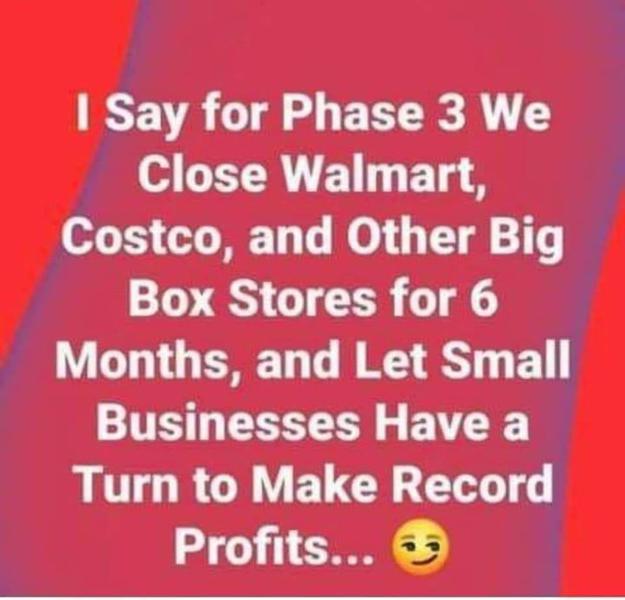 I Say for Phase 3 We
Close Walmart,
Costco, and Other Big
Box Stores for 6
Months, and Let Small
Businesses Have a
Turn to Make Record
Profits... 😏